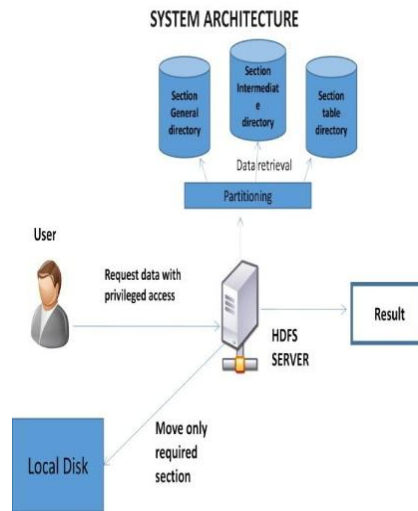 SYSTEM ARCHITECTURE
Section
General
directory
Section
Intermediat
e directory
Section
table
directory
Data retrieval
Partitioning
User
Request data with
privileged access
HDFS
SERVER
Result
Move only
required
section
Local Disk